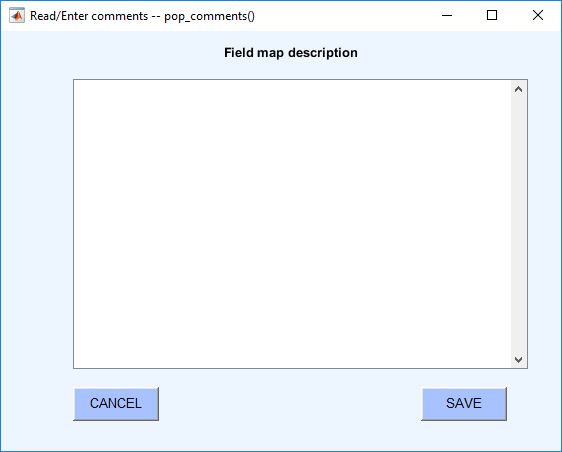 Read/Enter comments -- pop_comments()
Field map description
CANCEL
SAVE